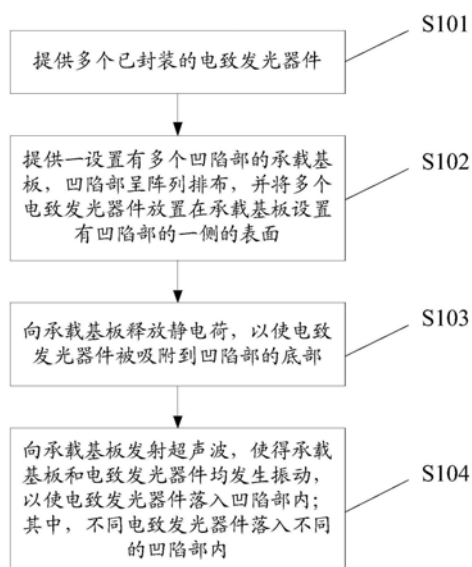 S101
提供多个已封装的电致发光器件
S102
提供一设置有多个凹陷部的承载基
板，凹陷部呈阵列排布，并将多个
电致发光器件放置在承载基板设置
有凹陷部的一侧的表面
S103
向承载基板释放静电荷，以使电致
发光器件被吸附到凹陷部的底部
S104
向承载基板发射超声波，使得承载
基板和电致发光器件均发生振动，
以使电致发光器件落入凹陷部内；
其中，不同电致发光器件落入不同
的凹陷部内